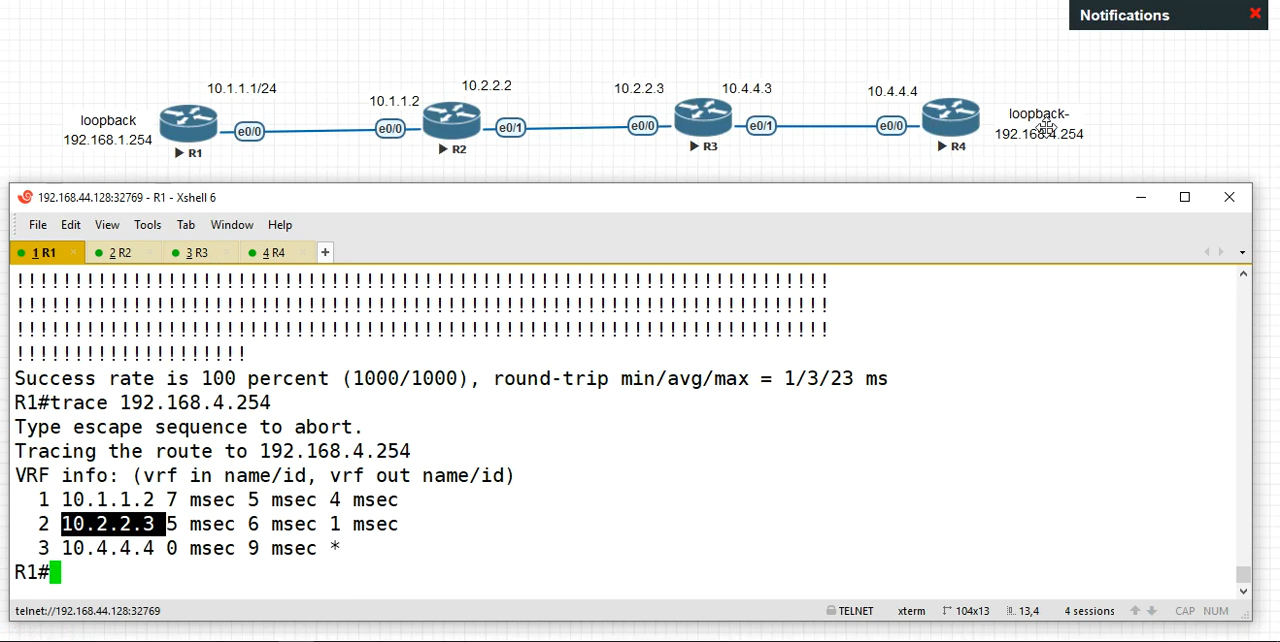 Notifications
10.1.1.1/24
10.1.1.2
10.2.2.2
10.2.2.3
10.4.4.3
10.4.4.4
loopback
192.168.1.254
loopback-
192.168.4.254
e0/0
e0/0
e0/1
e0/0
e0/1
e0/0
R1
R2
R3
R4
192.168.44.128:32769 - R1 - Xshell 6
File Edit View Tools Tab Window Help
1 R1 2 R2 3 R3 4 R4 +
!!!!!!!!!!!!!!!!!!!!!!!!!!!!!!!!!!!!!!!!!!!!!!!!!!!!!!!!!!!!!!!!!!!!!!
!!!!!!!!!!!!!!!!!!!!!!!!!!!!!!!!!!!!!!!!!!!!!!!!!!!!!!!!!!!!!!!!!!!!!!
!!!!!!!!!!!!!!!!!!!!!!!!!!!!!!!!!!!!!!!!!!!!!!!!!!!!!!!!!!!!!!!!!!!!!!
!!!!!!!!!!!!!!!!!!!!
Success rate is 100 percent (1000/1000), round-trip min/avg/max = 1/3/23 ms
R1#trace 192.168.4.254
Type escape sequence to abort.
Tracing the route to 192.168.4.254
VRF info: (vrf in name/id, vrf out name/id)
1 10.1.1.2 7 msec 5 msec 4 msec
2 10.2.2.3 5 msec 6 msec 1 msec
3 10.4.4.4 0 msec 9 msec *
R1#
telnet://192.168.44.128:32769 TELNET xterm 104x13 13,4 4 sessions CAP NUM